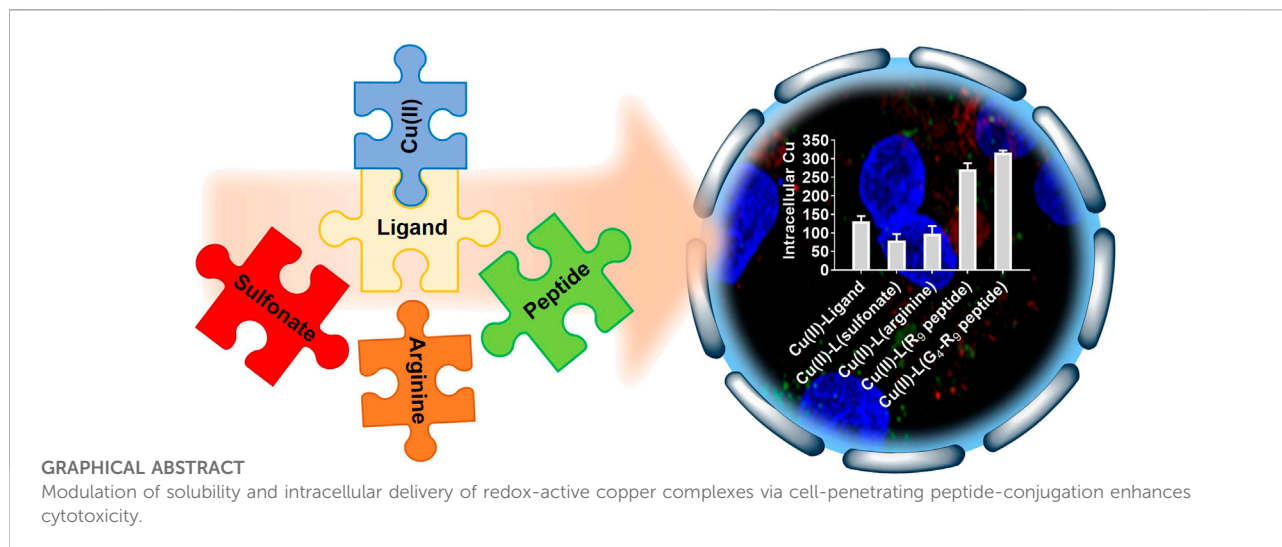 Cu(II)
Ligand
Sulfonate
Arginine
Peptide
Intracellular Cu
350
300
250
200
150
100
50
0
Cu(II)-Ligand
Cu(II)-L(sulfonate)
Cu(II)-L(arginine)
Cu(II)-L(R₉ peptide)
Cu(II)-L(G₄-R₉ peptide)
GRAPHICAL ABSTRACT
Modulation of solubility and intracellular delivery of redox-active copper complexes via cell-penetrating peptide-conjugation enhances
cytotoxicity.